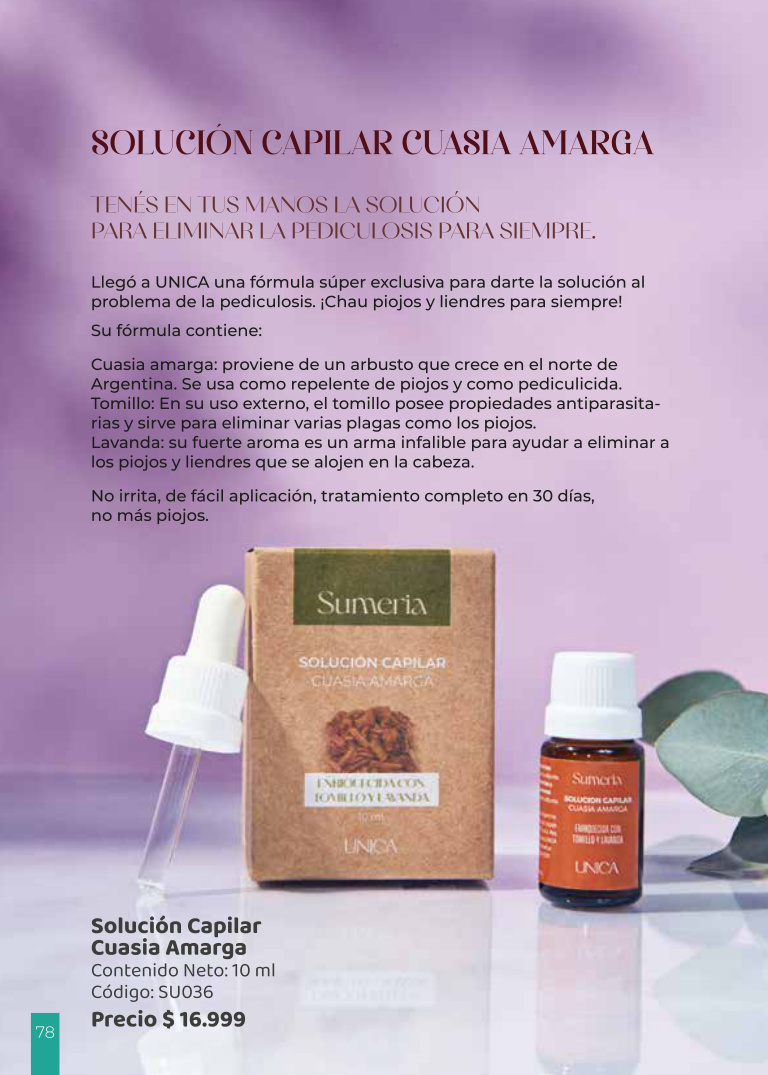 SOLUCIÓN CAPILAR CUASIA AMARGA
TENÉS EN TUS MANOS LA SOLUCIÓN
PARA ELIMINAR LA PEDICULOSIS PARA SIEMPRE.
Llegó a UNICA una fórmula súper exclusiva para darte la solución al
problema de la pediculosis. ¡Chau piojos y liendres para siempre!
Su fórmula contiene:
Cuasia amarga: proviene de un arbusto que crece en el norte de
Argentina. Se usa como repelente de piojos y como pediculicida.
Tomillo: En su uso externo, el tomillo posee propiedades antiparasita-
rias y sirve para eliminar varias plagas como los piojos.
Lavanda: su fuerte aroma es un arma infalible para ayudar a eliminar a
los piojos y liendres que se alojen en la cabeza.
No irrita, de fácil aplicación, tratamiento completo en 30 días,
no más piojos.
Sumeria
SOLUCIÓN CAPILAR
CUASIA AMARGA
ENRIQUECIDA CON
TOMILLO Y LAVANDA
10 ml
UNICA
Sumeria
SOLUCION CAPILAR
CUASIA AMARGA
ENRIQUECIDA CON
TOMILLO Y LAVANDA
UNICA
Solución Capilar
Cuasia Amarga
Contenido Neto: 10 ml
Código: SU036
Precio $ 16.999
78